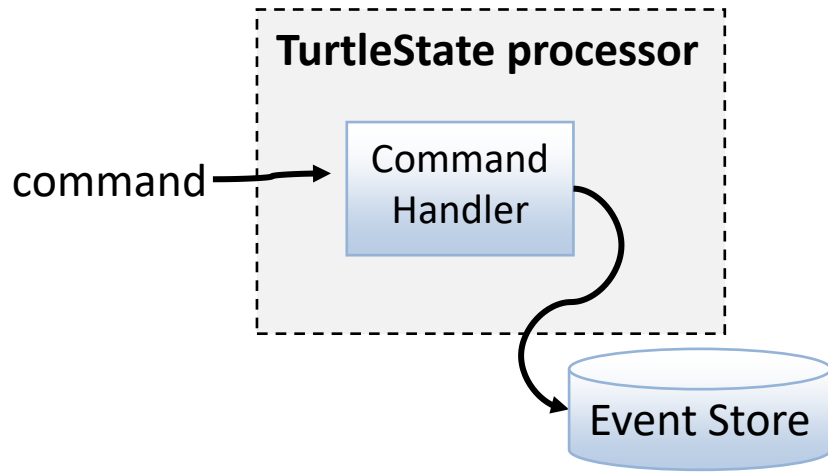 TurtleState processor
command
Command
Handler
Event Store